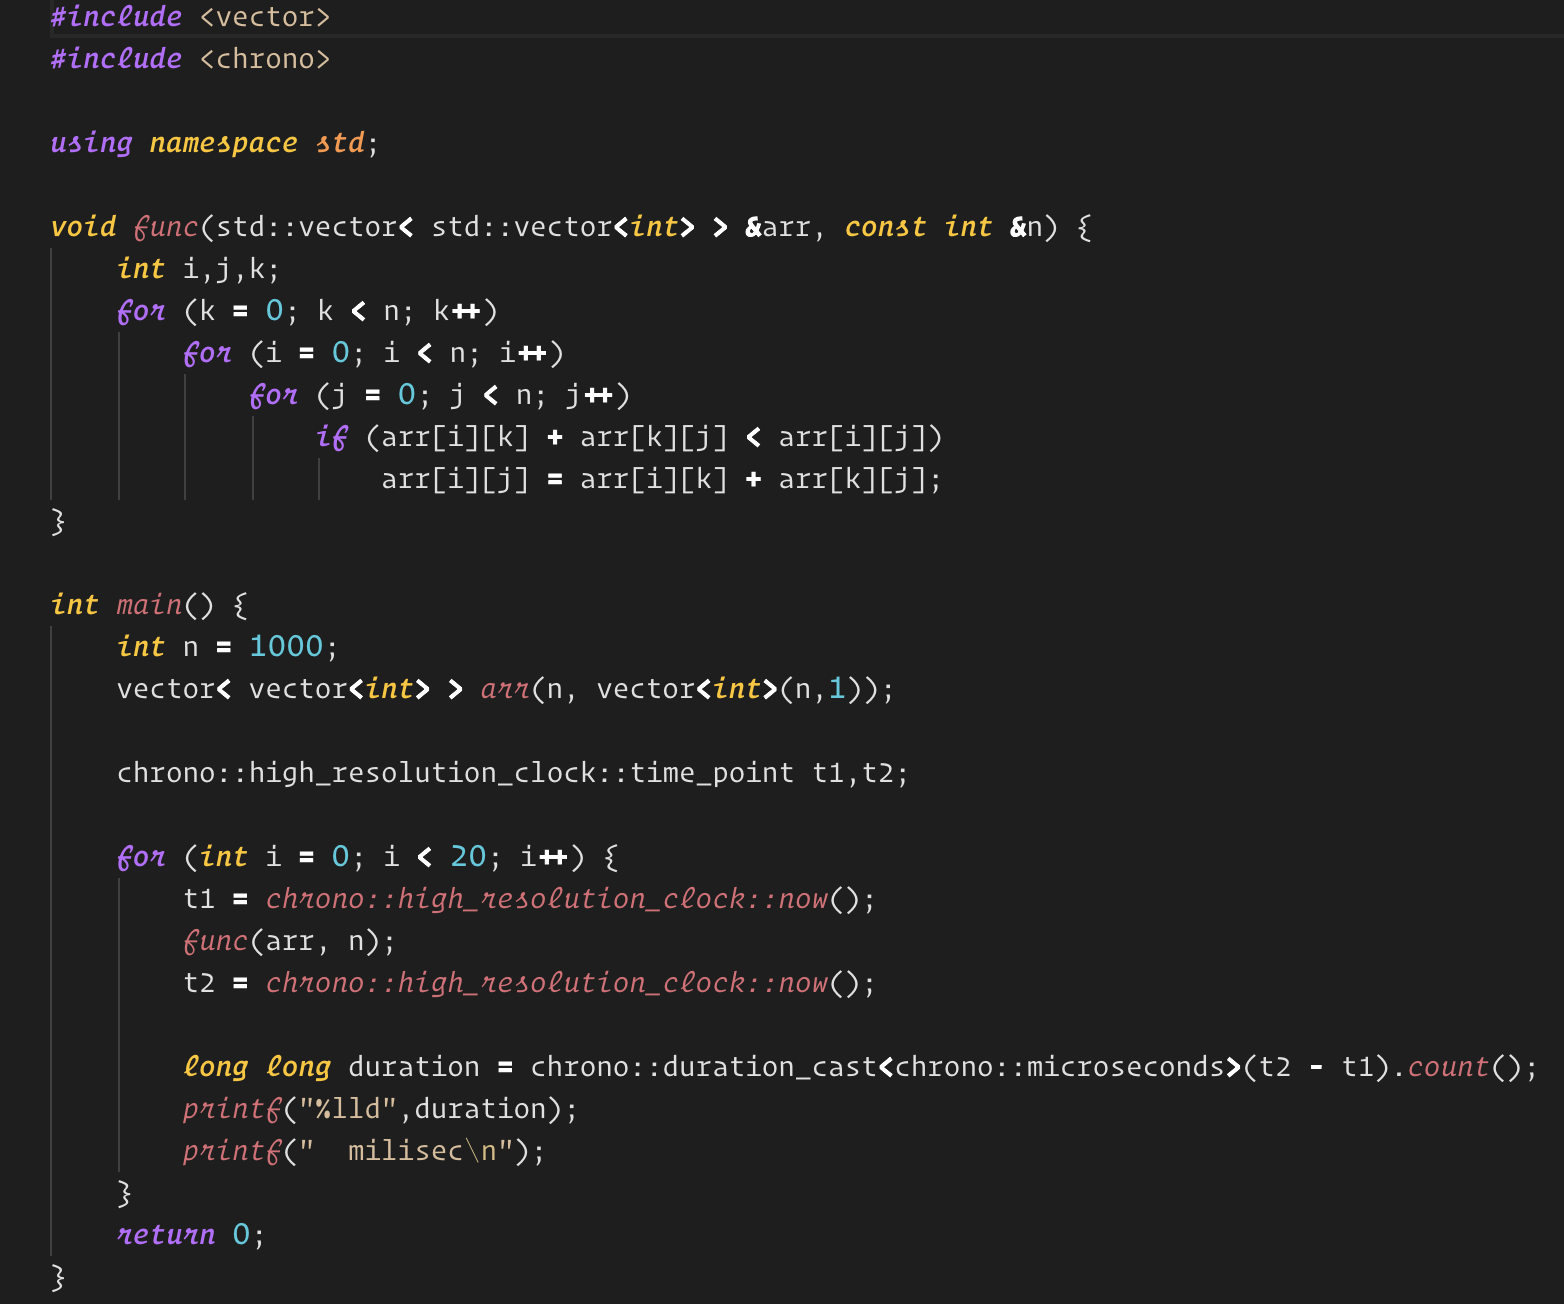 #include <vector>
#include <chrono>
using namespace std;
void func(std::vector< std::vector<int> > &arr, const int &n) {
    int i,j,k;
    for (k = 0; k < n; k++)
        for (i = 0; i < n; i++)
            for (j = 0; j < n; j++)
                if (arr[i][k] + arr[k][j] < arr[i][j])
                    arr[i][j] = arr[i][k] + arr[k][j];
}
int main() {
    int n = 1000;
    vector< vector<int> > arr(n, vector<int>(n,1));
    chrono::high_resolution_clock::time_point t1,t2;
    for (int i = 0; i < 20; i++) {
        t1 = chrono::high_resolution_clock::now();
        func(arr, n);
        t2 = chrono::high_resolution_clock::now();
        long long duration = chrono::duration_cast<chrono::microseconds>(t2 - t1).count();
        printf("%lld",duration);
        printf("  milisec\n");
    }
    return 0;
}